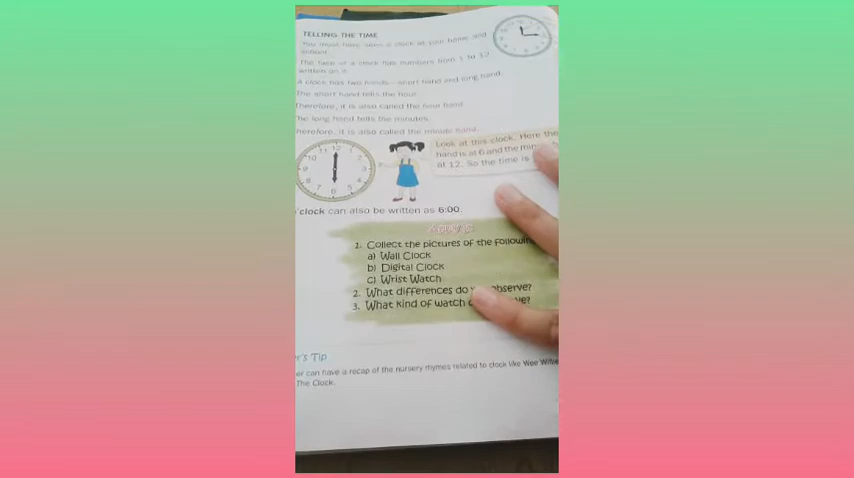 TELLING THE TIME
You must have seen a clock at your home and
school.
The face of a clock has numbers from 1 to 12
written on it.
A clock has two hands—short hand and long hand.
The short hand tells the hour.
Therefore, it is also called the hour hand.
he long hand tells the minutes.
herefore, it is also called the minute hand.
Look at this clock. Here the
hand is at 6 and the min
at 12. So the time is
'clock can also be written as 6:00.
1. Collect the pictures of the followin
a) Wall Clock
b) Digital Clock
c) Wrist Watch
2. What differences do y observe?
3. What kind of watch ve?
r's Tip
er can have a recap of the nursery rhymes related to clock like Wee Willie
The Clock.